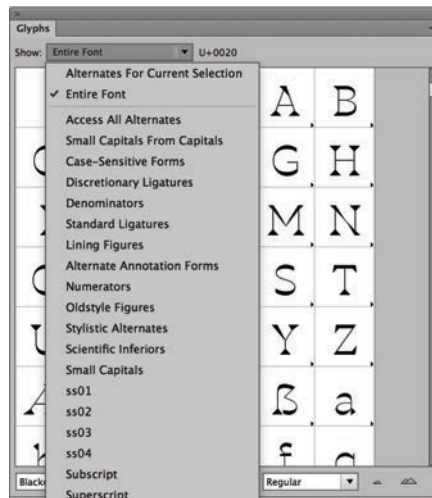 Glyphs
Show: Entire Font U+0020
Alternates For Current Selection
✓ Entire Font
Access All Alternates
Small Capitals From Capitals
Case-Sensitive Forms
Discretionary Ligatures
Denominators
Standard Ligatures
Lining Figures
Alternate Annotation Forms
Numerators
Oldstyle Figures
Stylistic Alternates
Scientific Inferiors
Small Capitals
ss01
ss02
ss03
ss04
Subscript
Superscript
A B
G H
M N
S T
Y Z
ß a
Regular